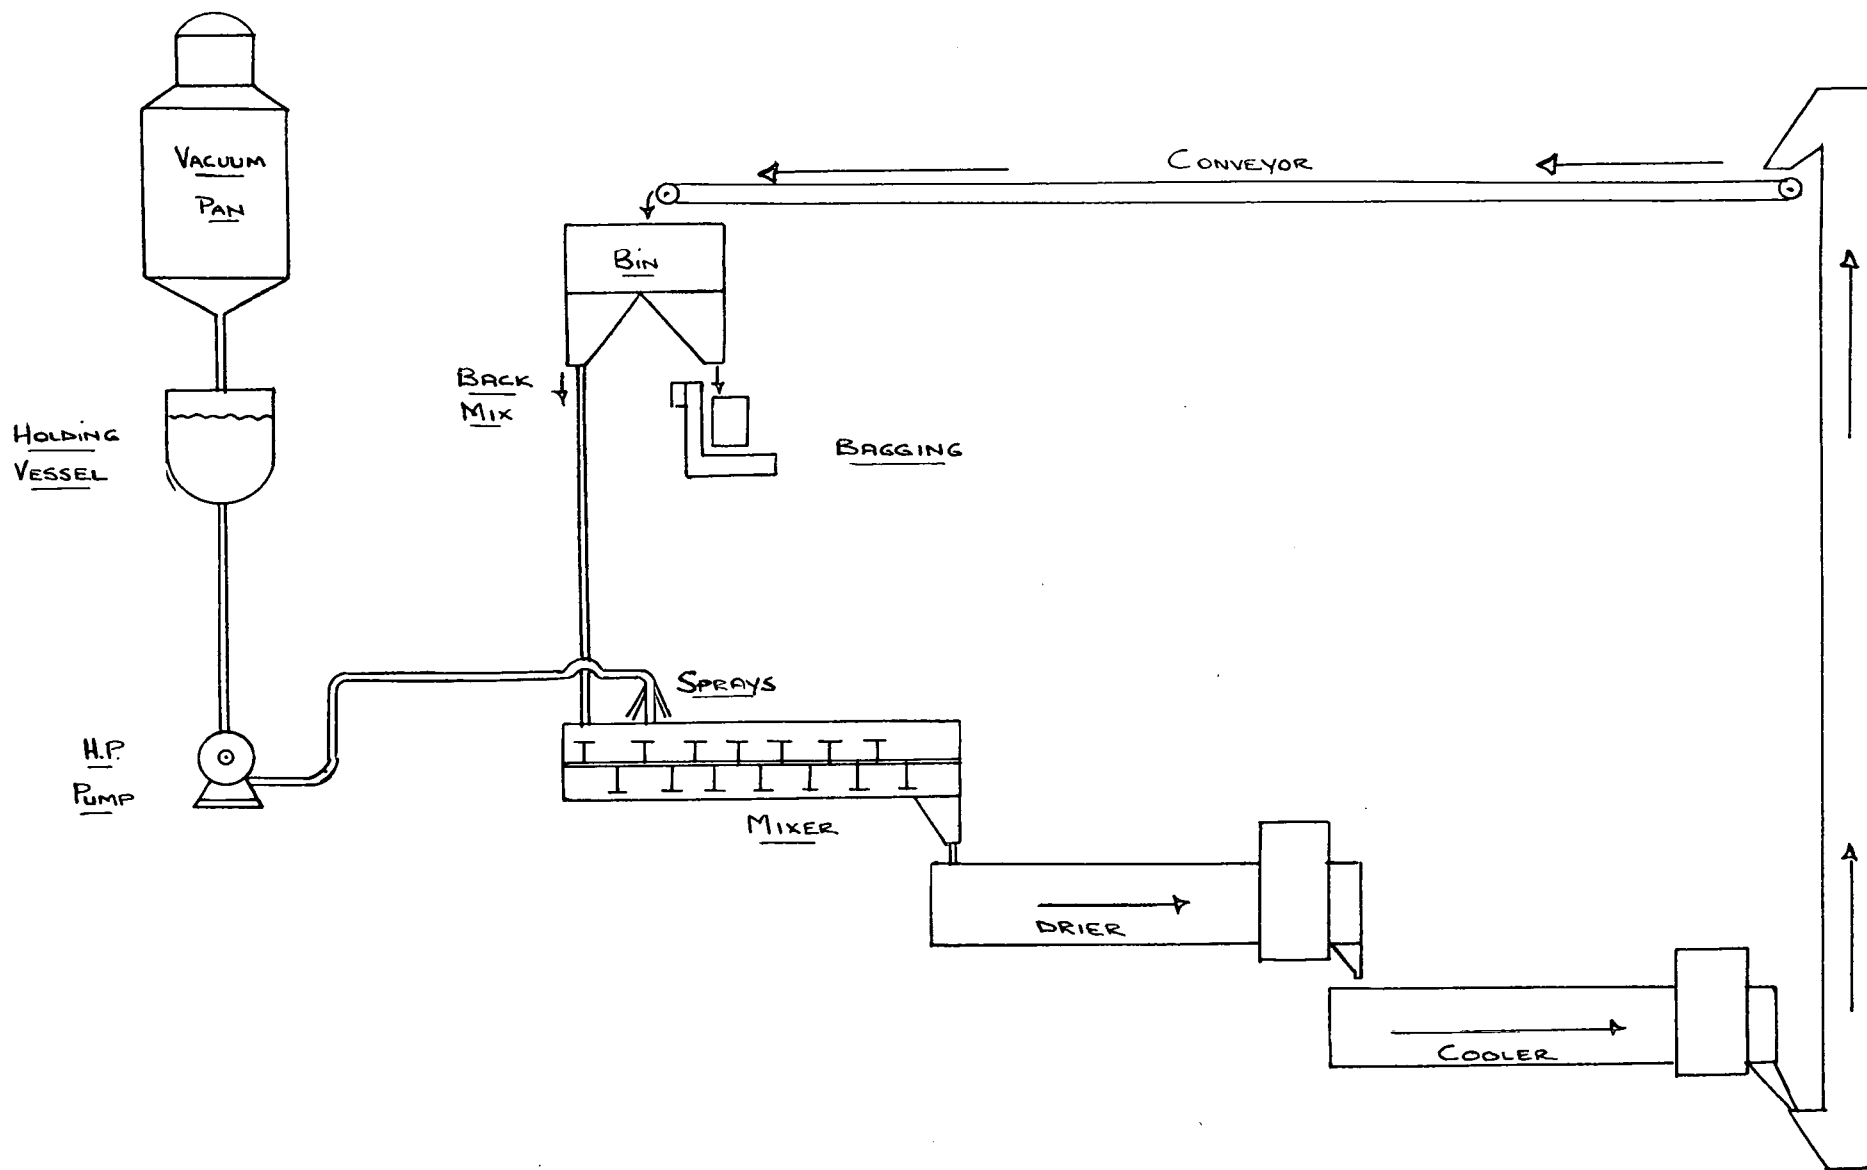 VACUUM
PAN
CONVEYOR
BIN
BACK
MIX
BAGGING
HOLDING
VESSEL
SPRAYS
H.P.
PUMP
MIXER
DRIER
COOLER